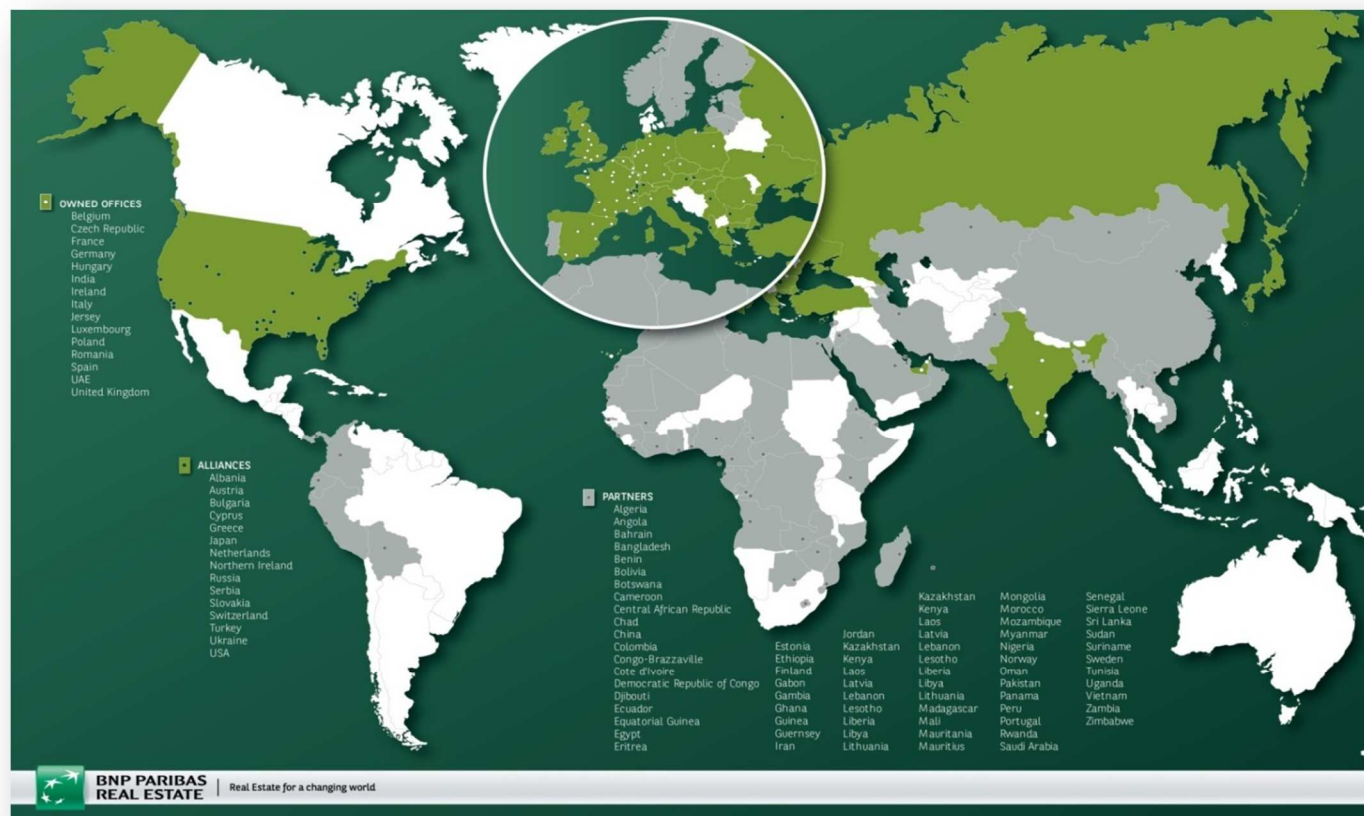 OWNED OFFICES
Belgium
Czech Republic
France
Germany
Hungary
India
Ireland
Italy
Jersey
Luxembourg
Poland
Romania
Spain
UAE
United Kingdom
ALLIANCES
Albania
Austria
Bulgaria
Cyprus
Greece
Japan
Netherlands
Northern Ireland
Russia
Serbia
Slovakia
Switzerland
Turkey
Ukraine
USA
PARTNERS
Algeria
Angola
Bahrain
Bangladesh
Benin
Bolivia
Botswana
Cameroon
Central African Republic
Chad
China
Colombia
Congo-Brazzaville
Cote d'Ivoire
Democratic Republic of Congo
Djibouti
Ecuador
Equatorial Guinea
Egypt
Eritrea
Estonia
Ethiopia
Finland
Gabon
Gambia
Ghana
Guinea
Guernsey
Iran
Jordan
Kazakhstan
Kenya
Laos
Latvia
Lebanon
Lesotho
Liberia
Libya
Lithuania
Kazakhstan
Kenya
Laos
Latvia
Lebanon
Lesotho
Liberia
Libya
Lithuania
Madagascar
Mali
Mauritania
Mauritius
Mongolia
Morocco
Mozambique
Myanmar
Nigeria
Norway
Oman
Pakistan
Panama
Peru
Portugal
Rwanda
Saudi Arabia
Senegal
Sierra Leone
Sri Lanka
Sudan
Suriname
Sweden
Tunisia
Uganda
Vietnam
Zambia
Zimbabwe
BNP PARIBAS
REAL ESTATE
Real Estate for a changing world